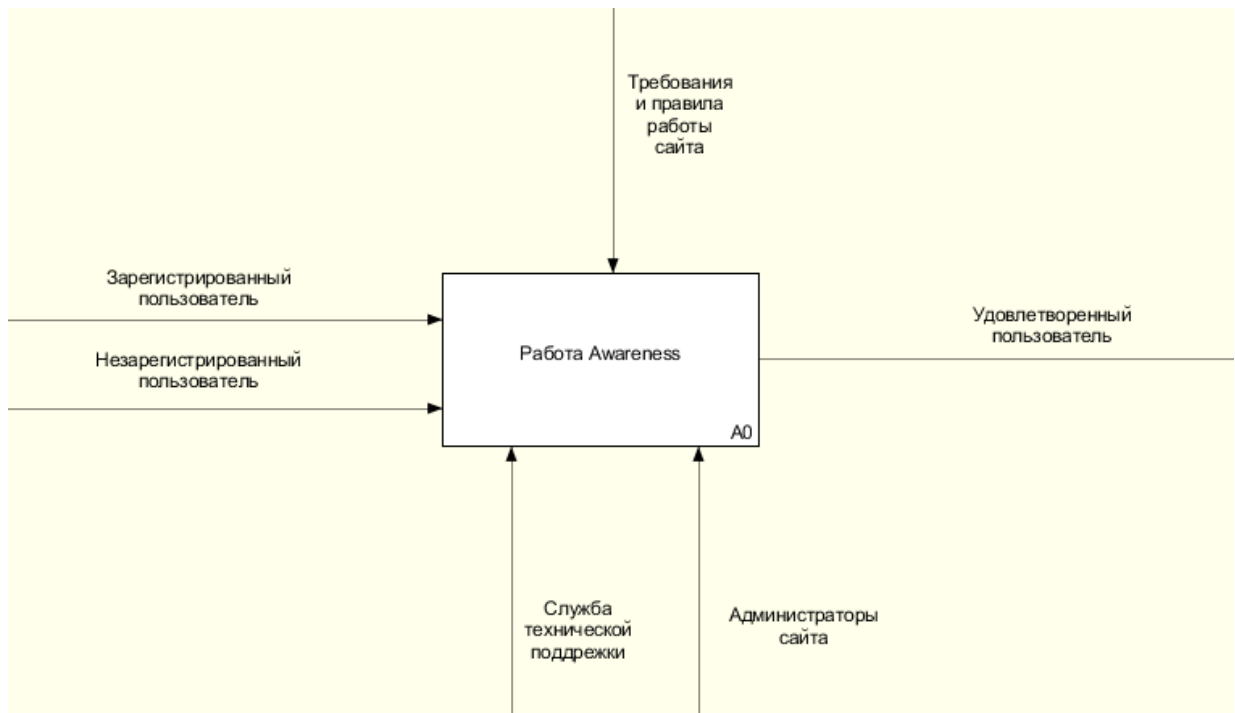 Требования
и правила
работы
сайта
Зарегистрированный
пользователь
Незарегистрированный
пользователь
Работа Awareness
A0
Удовлетворенный
пользователь
Служба
технической
поддрежки
Администраторы
сайта